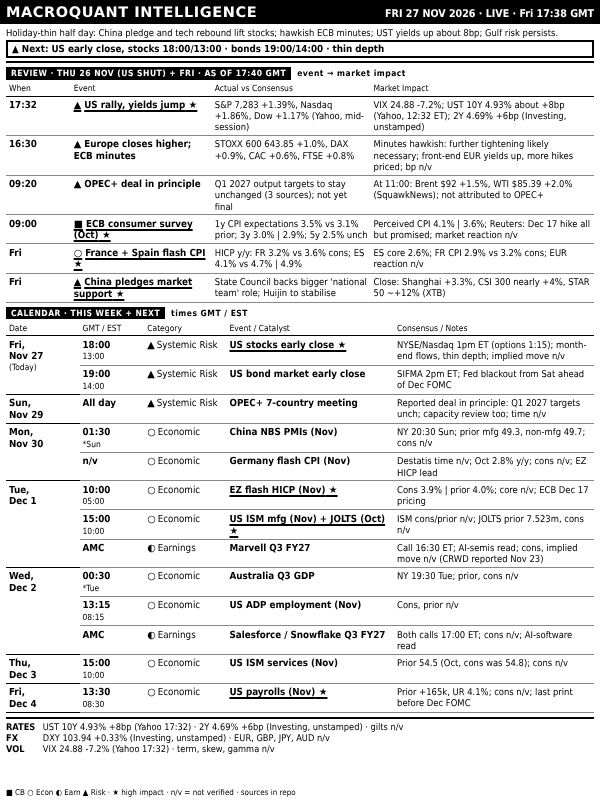 MACROQUANT INTELLIGENCE FRI 27 NOV 2026 · LIVE · Fri 17:38 GMT
Holiday-thin half day: China pledge and tech rebound lift stocks; hawkish ECB minutes; UST yields up about 8bp; Gulf risk persists.
▲ Next: US early close, stocks 18:00/13:00 · bonds 19:00/14:00 · thin depth
REVIEW · THU 26 NOV (US SHUT) + FRI · AS OF 17:40 GMT event → market impact
When Event Actual vs Consensus Market Impact
17:32 ▲ US rally, yields jump ★ S&P 7,283 +1.39%, Nasdaq VIX 24.88 -7.2%; UST 10Y 4.93% about +8bp
+1.86%, Dow +1.17% (Yahoo, mid- (Yahoo, 12:32 ET); 2Y 4.69% +6bp (Investing,
session) unstamped)
16:30 ▲ Europe closes higher; STOXX 600 643.85 +1.0%, DAX Minutes hawkish: further tightening likely
ECB minutes +0.9%, CAC +0.6%, FTSE +0.8% necessary; front-end EUR yields up, more hikes
priced; bp n/v
09:20 ▲ OPEC+ deal in principle Q1 2027 output targets to stay At 11:00: Brent $92 +1.5%, WTI $85.39 +2.0%
unchanged (3 sources); not yet (SquawkNews); not attributed to OPEC+
final
09:00 ■ ECB consumer survey 1y CPI expectations 3.5% vs 3.1% Perceived CPI 4.1% | 3.6%; Reuters: Dec 17 hike all
(Oct) ★ prior; 3y 3.0% | 2.9%; 5y 2.5% unch but promised; market reaction n/v
Fri ○ France + Spain flash CPI HICP y/y: FR 3.2% vs 3.6% cons; ES ES core 2.6%; FR CPI 2.9% vs 3.2% cons; EUR
★ 4.1% vs 4.7% | 4.9% reaction n/v
Fri ▲ China pledges market State Council backs bigger 'national Close: Shanghai +3.3%, CSI 300 nearly +4%, STAR
support ★ team' role; Huijin to stabilise 50 ~+12% (XTB)
CALENDAR · THIS WEEK + NEXT times GMT / EST
Date GMT / EST Category Event / Catalyst Consensus / Notes
Fri, 18:00 ▲ Systemic Risk US stocks early close ★ NYSE/Nasdaq 1pm ET (options 1:15); month-
Nov 27 13:00 end flows, thin depth; implied move n/v
(Today)
19:00 ▲ Systemic Risk US bond market early close SIFMA 2pm ET; Fed blackout from Sat ahead
14:00 of Dec FOMC
Sun, All day ▲ Systemic Risk OPEC+ 7-country meeting Reported deal in principle: Q1 2027 targets
Nov 29 unch; capacity review too; time n/v
Mon, 01:30 ○ Economic China NBS PMIs (Nov) NY 20:30 Sun; prior mfg 49.3, non-mfg 49.7;
Nov 30 *Sun cons n/v
n/v ○ Economic Germany flash CPI (Nov) Destatis time n/v; Oct 2.8% y/y; cons n/v; EZ
HICP lead
Tue, 10:00 ○ Economic EZ flash HICP (Nov) ★ Cons 3.9% | prior 4.0%; core n/v; ECB Dec 17
Dec 1 05:00 pricing
15:00 ○ Economic US ISM mfg (Nov) + JOLTS (Oct) ISM cons/prior n/v; JOLTS prior 7.523m, cons
10:00 ★ n/v
AMC ◐ Earnings Marvell Q3 FY27 Call 16:30 ET; AI-semis read; cons, implied
move n/v (CRWD reported Nov 23)
Wed, 00:30 ○ Economic Australia Q3 GDP NY 19:30 Tue; prior, cons n/v
Dec 2 *Tue
13:15 ○ Economic US ADP employment (Nov) Cons, prior n/v
08:15
AMC ◐ Earnings Salesforce / Snowflake Q3 FY27 Both calls 17:00 ET; cons n/v; AI-software
read
Thu, 15:00 ○ Economic US ISM services (Nov) Prior 54.5 (Oct, cons was 54.8); cons n/v
Dec 3 10:00
Fri, 13:30 ○ Economic US payrolls (Nov) ★ Prior +165k, UR 4.1%; cons n/v; last print
Dec 4 08:30 before Dec FOMC
RATES UST 10Y 4.93% +8bp (Yahoo 17:32) · 2Y 4.69% +6bp (Investing, unstamped) · gilts n/v
FX DXY 103.94 +0.33% (Investing, unstamped) · EUR, GBP, JPY, AUD n/v
VOL VIX 24.88 -7.2% (Yahoo 17:32) · term, skew, gamma n/v
■ CB ○ Econ ◐ Earn ▲ Risk · ★ high impact · n/v = not verified · sources in repo